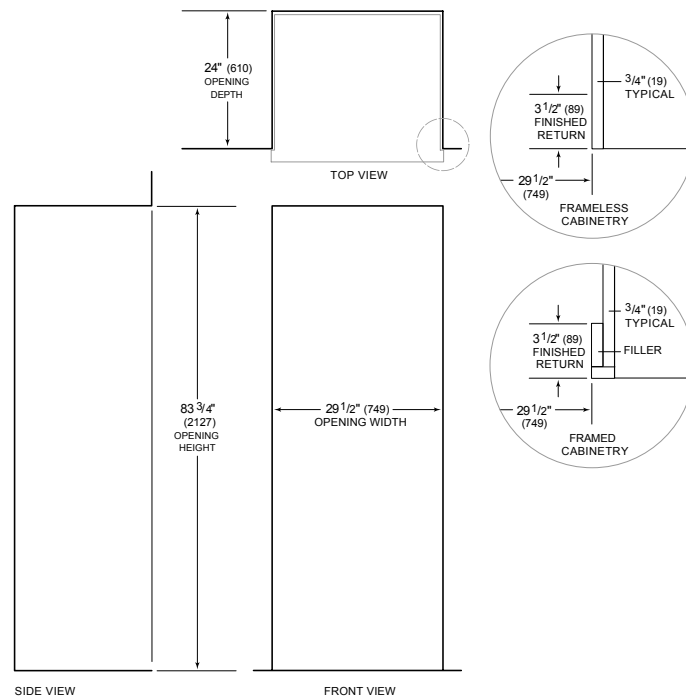 24" (610)
OPENING
DEPTH
TOP VIEW
3/4" (19)
TYPICAL
3 1/2" (89)
FINISHED
RETURN
29 1/2"
(749)
FRAMELESS
CABINETRY
83 3/4"
(2127)
OPENING
HEIGHT
29 1/2" (749)
OPENING WIDTH
3/4" (19)
TYPICAL
3 1/2" (89)
FINISHED
RETURN
FILLER
29 1/2"
(749)
FRAMED
CABINETRY
SIDE VIEW
FRONT VIEW